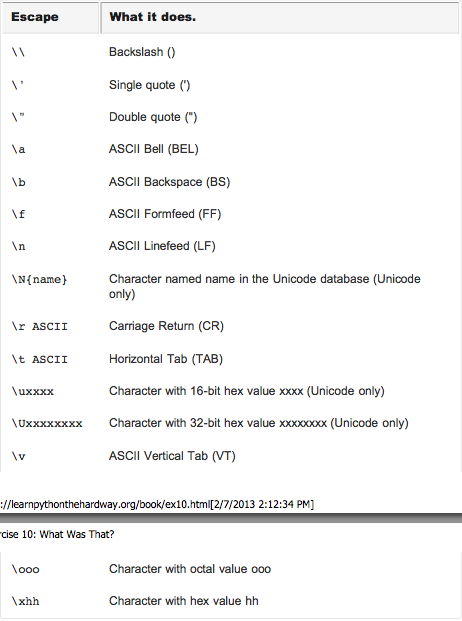 Escape What it does.
\\ Backslash ()
\' Single quote (')
\" Double quote (")
\a ASCII Bell (BEL)
\b ASCII Backspace (BS)
\f ASCII Formfeed (FF)
\n ASCII Linefeed (LF)
\N{name} Character named name in the Unicode database (Unicode
only)
\r ASCII Carriage Return (CR)
\t ASCII Horizontal Tab (TAB)
\uxxxx Character with 16-bit hex value xxxx (Unicode only)
\Uxxxxxxxx Character with 32-bit hex value xxxxxxxx (Unicode only)
\v ASCII Vertical Tab (VT)
://learnpythonthehardway.org/book/ex10.html[2/7/2013 2:12:34 PM]
rcise 10: What Was That?
\ooo Character with octal value ooo
\xhh Character with hex value hh